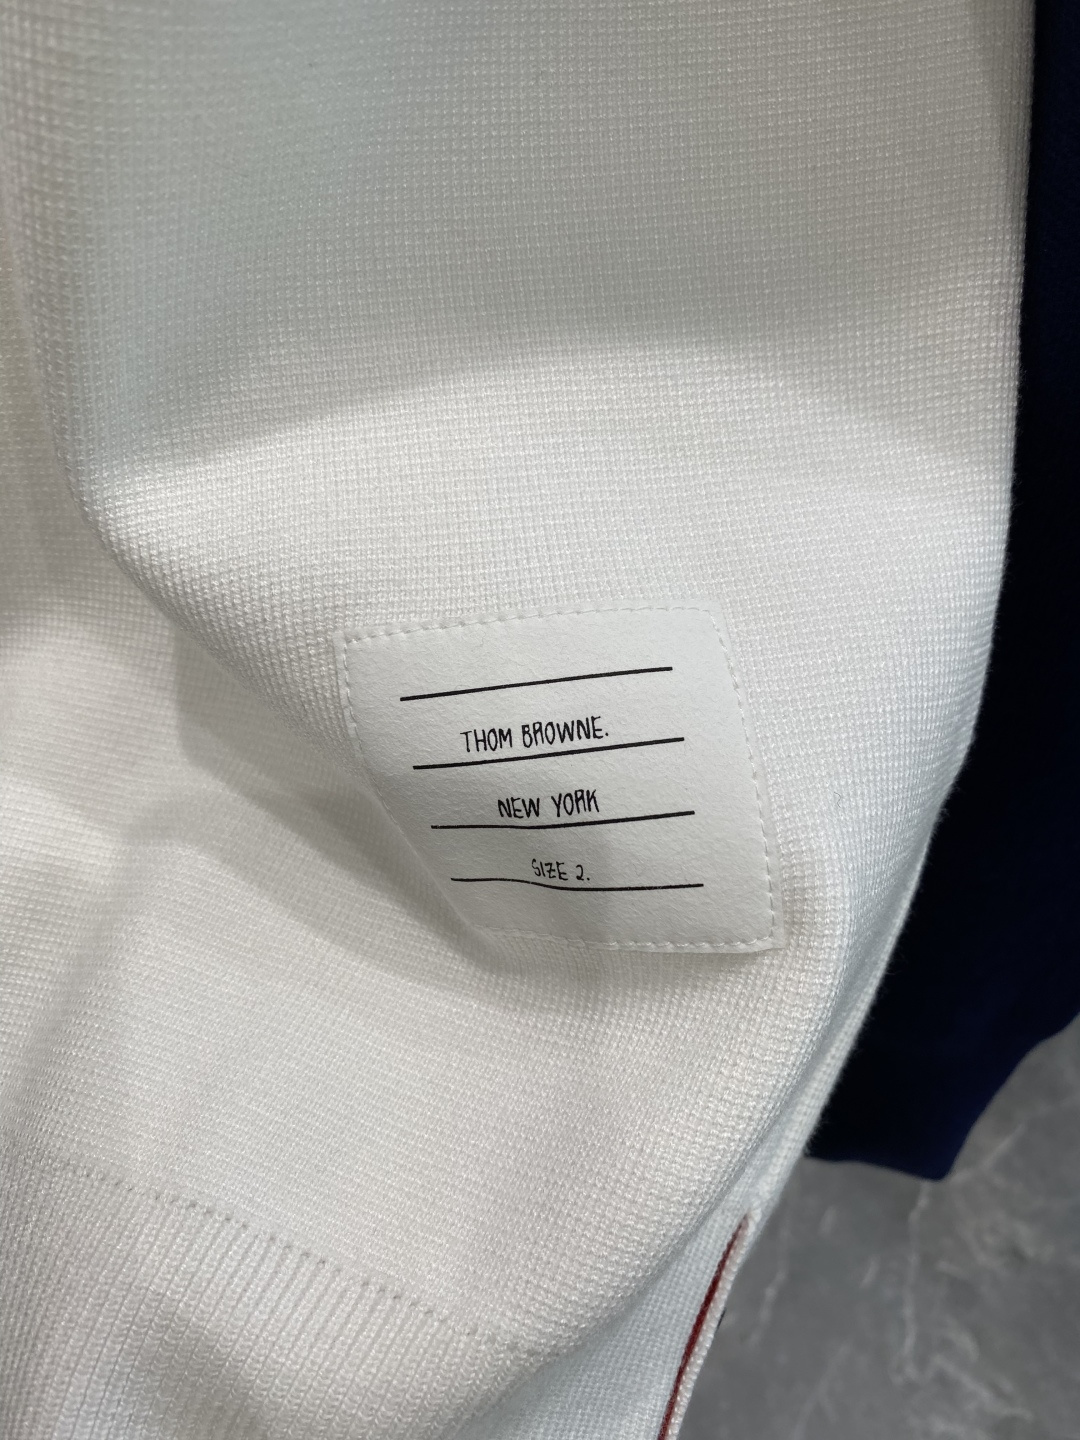 THOM BROWNE.
NEW YORK
SIZE 2.